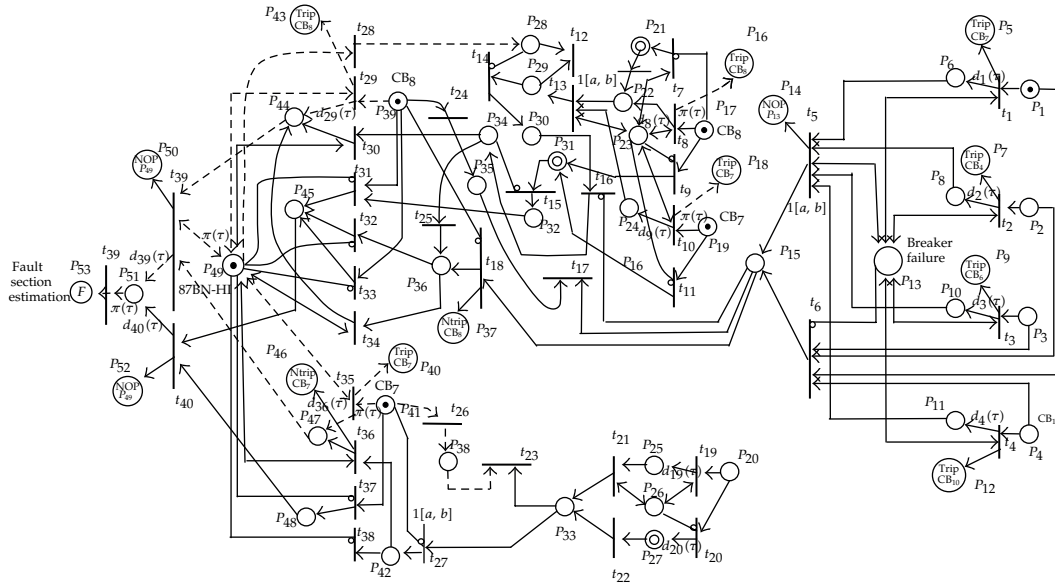 P43
Trip CB8
t28
P28
t12
P21
P16
Trip CB8
Trip CB7
P5
t14
P29
t13
1[a, b]
P22
t7
P6
d1(τ)
t1
P1
t29
CB8
P39
t24
d29(τ)
P44
P34
P30
P31
P23
d8(τ)
π(τ)
t8
P17
CB8
P14
NOP P13
t5
P7
Trip CB4
P8
d2(τ)
t2
P2
P50
NOP P49
t39
t30
P35
t15
t16
t9
P18
Trip CB7
1[a, b]
t31
P45
t32
t25
P32
P24
π(τ)
d9(τ)
t10
CB7
P19
π(τ)
P49
87BN-HI
t33
P36
t18
t17
P16
t11
P15
Breaker failure
P13
P9
Trip CB6
P10
d3(τ)
t3
P3
Fault section estimation
P53
F
t39
P51
π(τ)
d39(τ)
d40(τ)
t34
Ntrip CB8
P37
t6
P52
NOP P49
t40
P46
Ntrip CB7
t35
Trip CB7
P40
d36(τ)
π(τ)
CB7
P41
t26
P47
t36
P38
t23
t21
P25
t19
d19(τ)
P20
P11
d4(τ)
t4
CB1
P4
Trip CB10
P12
P48
t37
t38
1[a, b]
P42
t27
P33
P26
P27
d20(τ)
t20
t22